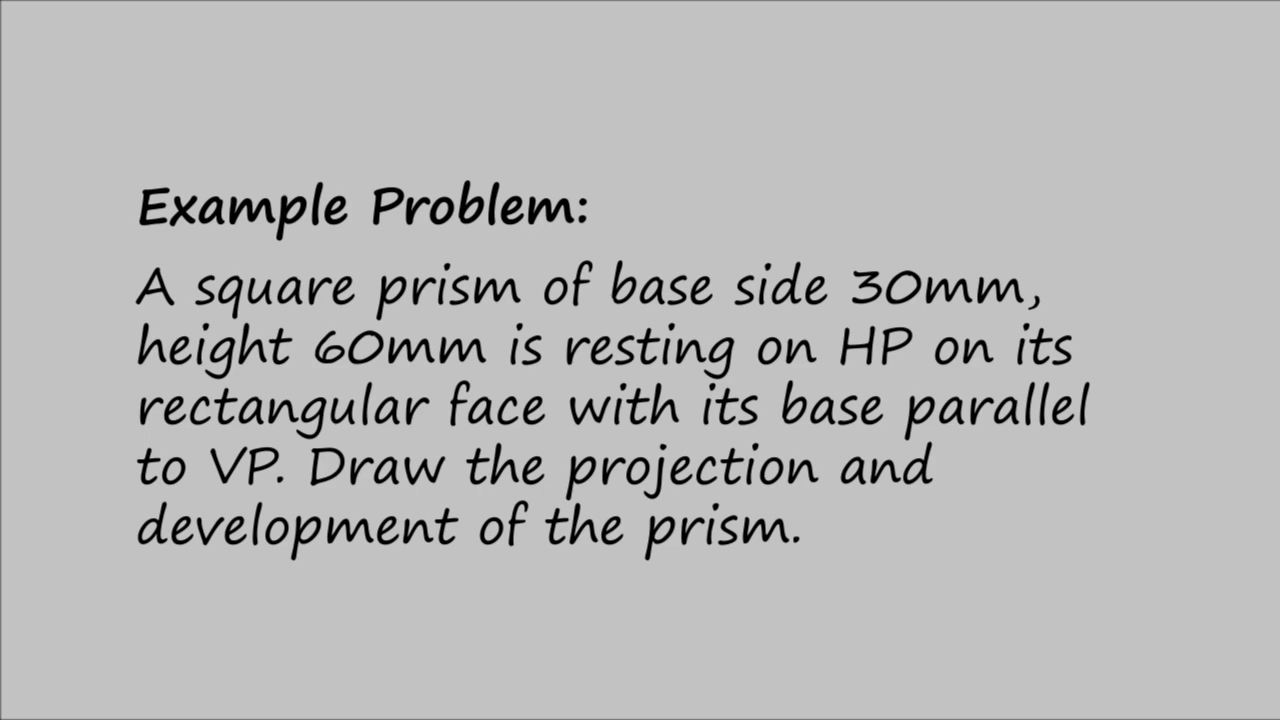 Example Problem:
A square prism of base side 30mm,
height 60mm is resting on HP on its
rectangular face with its base parallel
to VP. Draw the projection and
development of the prism.